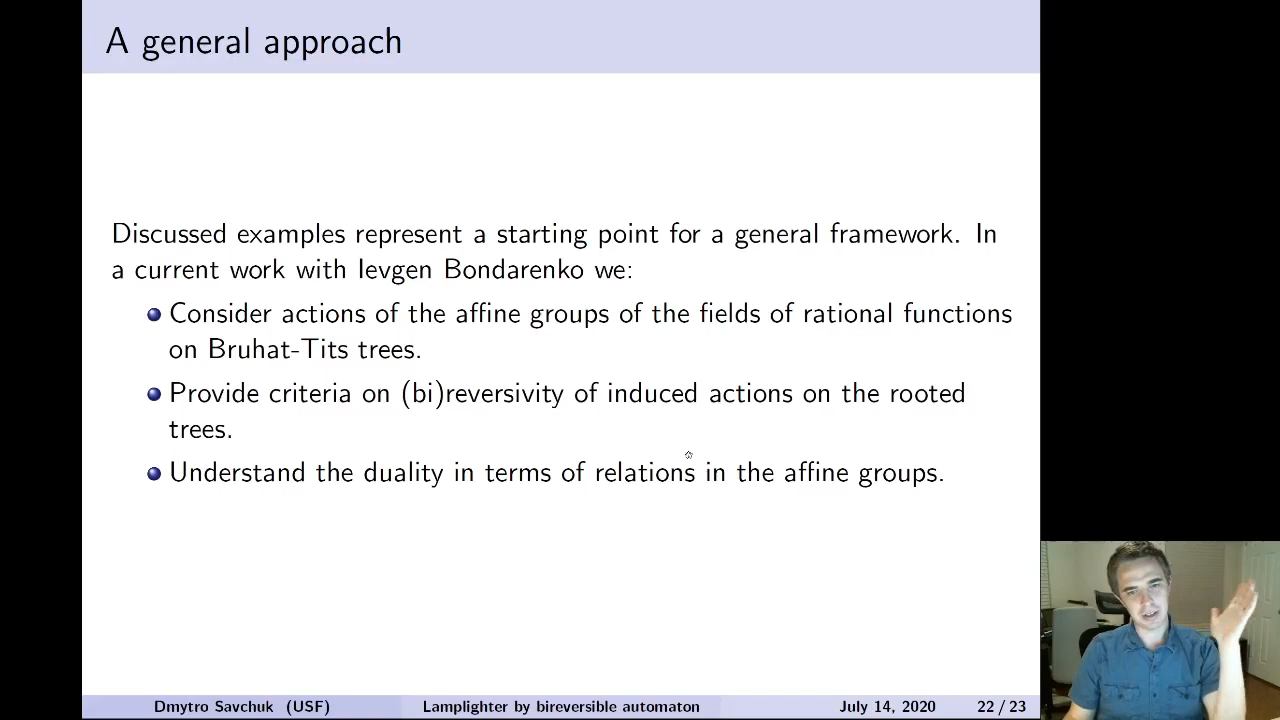 A general approach
Discussed examples represent a starting point for a general framework. In
a current work with Ievgen Bondarenko we:
Consider actions of the affine groups of the fields of rational functions
on Bruhat-Tits trees.
Provide criteria on (bi)reversivity of induced actions on the rooted
trees.
Understand the duality in terms of relations in the affine groups.
Dmytro Savchuk (USF) Lamplighter by bireversible automaton July 14, 2020 22 / 23